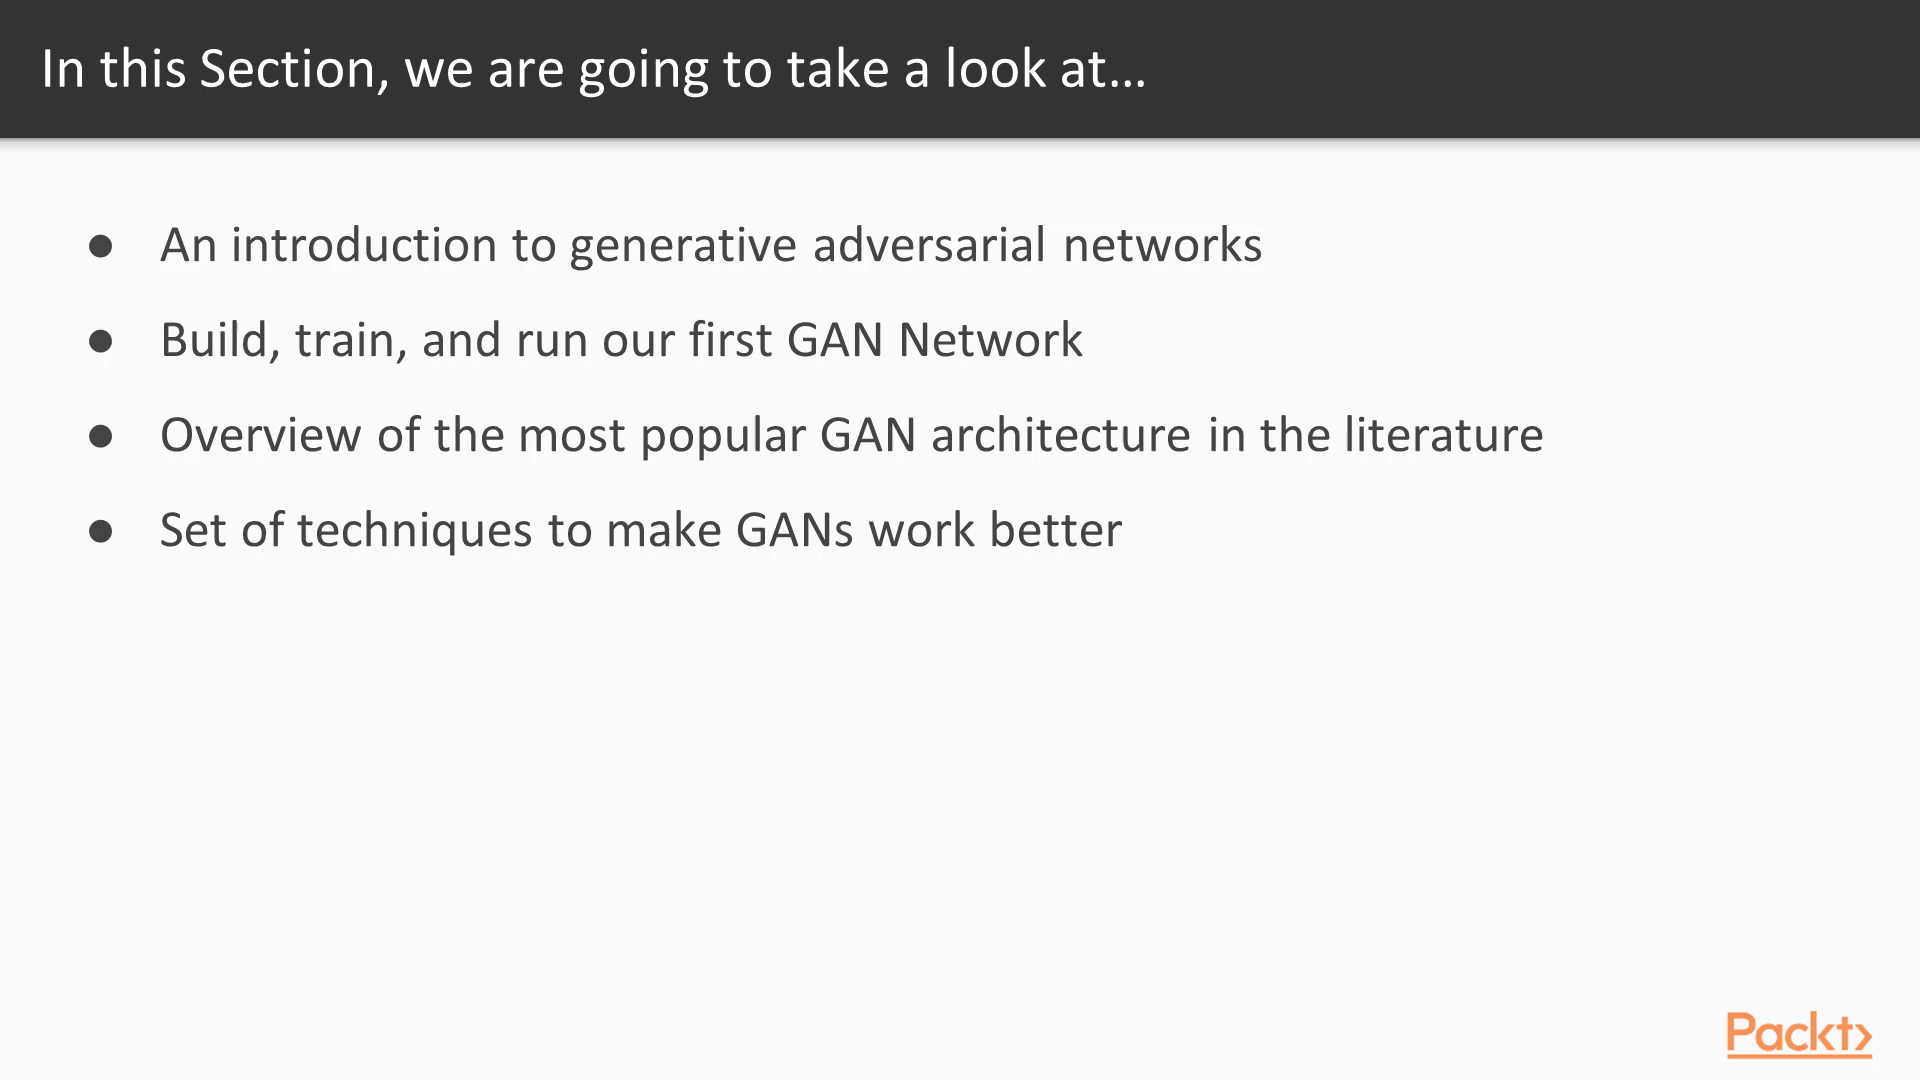 In this Section, we are going to take a look at...
● An introduction to generative adversarial networks
● Build, train, and run our first GAN Network
● Overview of the most popular GAN architecture in the literature
● Set of techniques to make GANs work better
Packt>